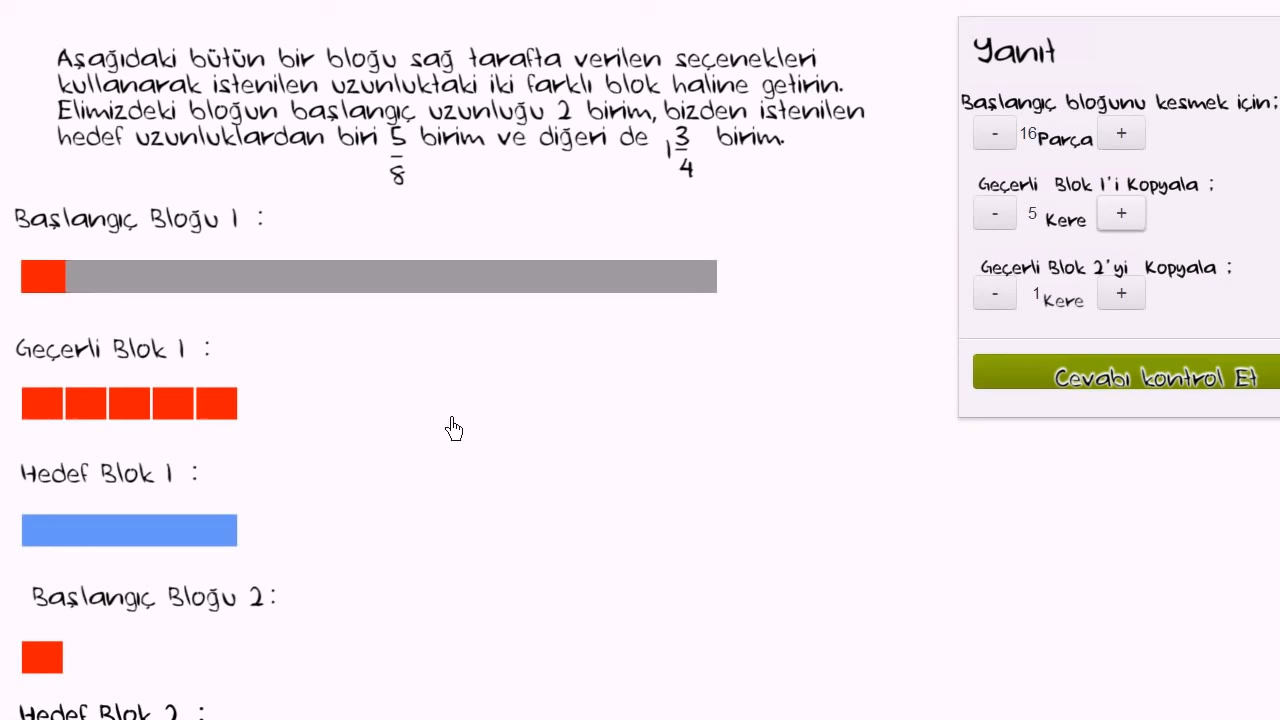 Aşağıdaki bütün bir bloğu sağ tarafta verilen seçenekleri
kullanarak istenilen uzunluktaki iki farklı blok haline getirin.
Elimizdeki bloğun başlangıç uzunluğu 2 birim, bizden istenilen
hedef uzunluklardan biri 5/8 birim ve diğeri de 1 3/4 birim.
Başlangıç Bloğu 1 :
Geçerli Blok 1 :
Hedef Blok 1 :
Başlangıç Bloğu 2 :
Hedef Blok 2 :
Yanıt
Başlangıç bloğunu kesmek için;
- 16 Parça +
Geçerli Blok 1'i Kopyala ;
- 5 Kere +
Geçerli Blok 2'yi Kopyala ;
- 1 Kere +
Cevabı kontrol Et